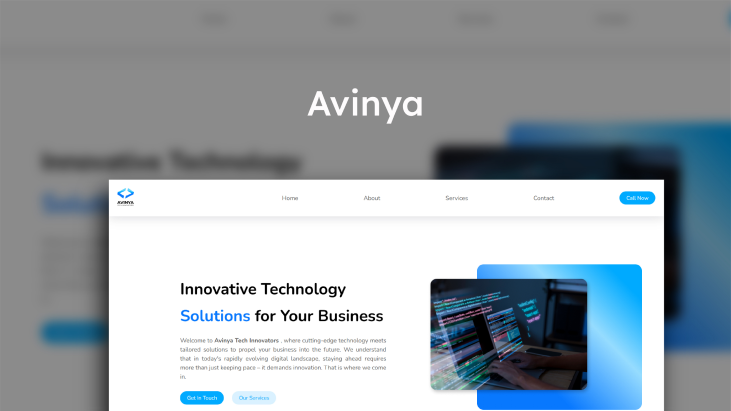 Avinya
AVINYA
Home
About
Services
Contact
Call Now
Innovative Technology
Solutions for Your Business
Welcome to Avinya Tech Innovators , where cutting-edge technology meets
tailored solutions to propel your business into the future. We understand
that in today's rapidly evolving digital landscape, staying ahead requires
more than just keeping pace – it demands innovation. That is where we come
in.
Get In Touch
Our Services